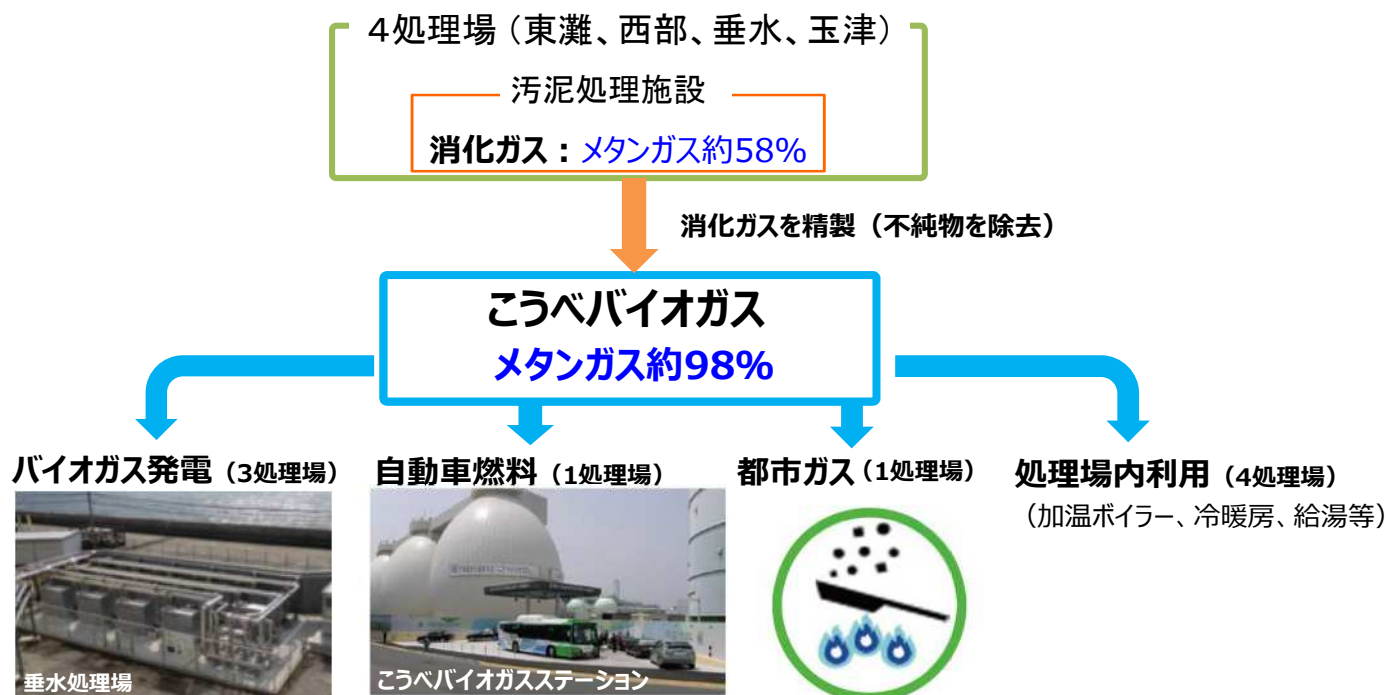 4処理場（東灘、西部、垂水、玉津）
汚泥処理施設
消化ガス：メタンガス約58%
消化ガスを精製（不純物を除去）
こうべバイオガス
メタンガス約98%
バイオガス発電（3処理場）
自動車燃料（1処理場）
都市ガス（1処理場）
処理場内利用（4処理場）
（加温ボイラー、冷暖房、給湯等）
垂水処理場
こうべバイオガスステーション